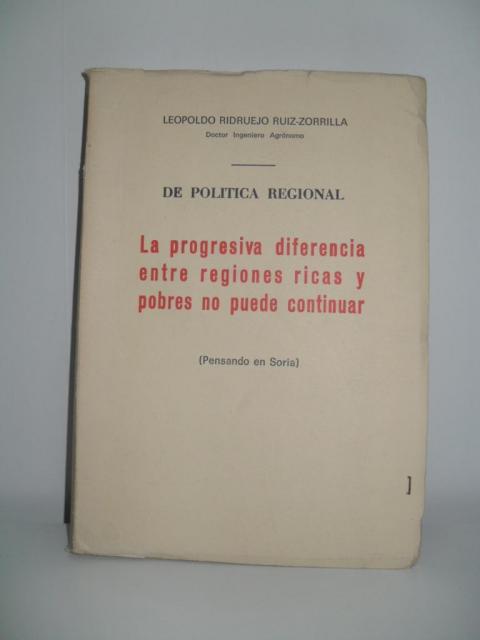 LEOPOLDO RIDRUEJO RUIZ-ZORRILLA
Doctor Ingeniero Agrónomo
DE POLITICA REGIONAL
La progresiva diferencia
entre regiones ricas y
pobres no puede continuar
(Pensando en Soria)
]